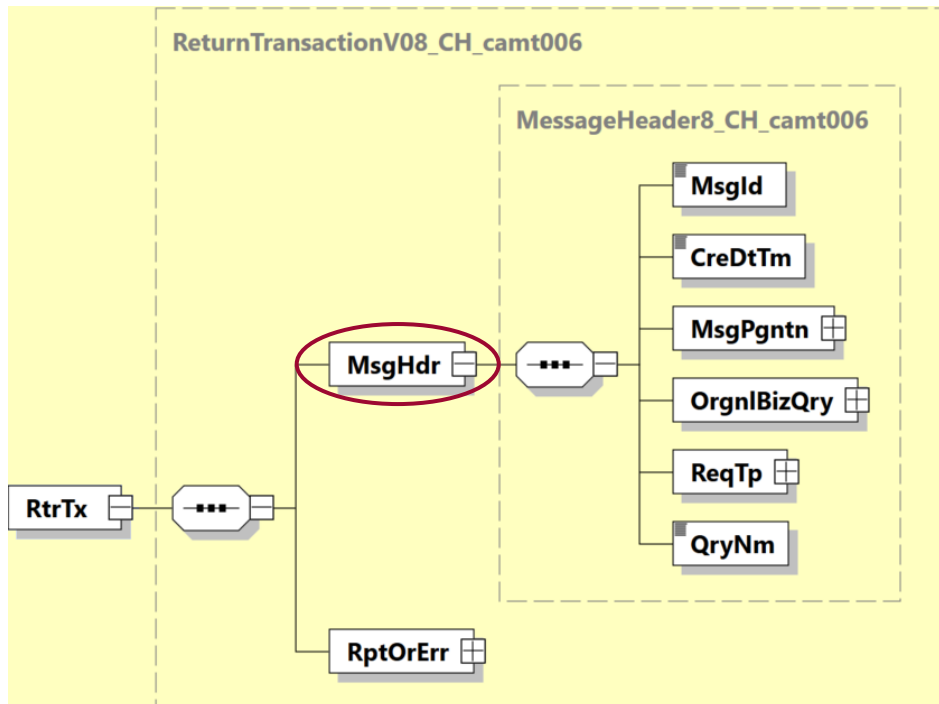 ReturnTransactionV08_CH_camt006
MessageHeader8_CH_camt006
MsgId
CreDtTm
MsgPgntn
MsgHdr
OrgnlBizQry
ReqTp
RtrTx
QryNm
RptOrErr